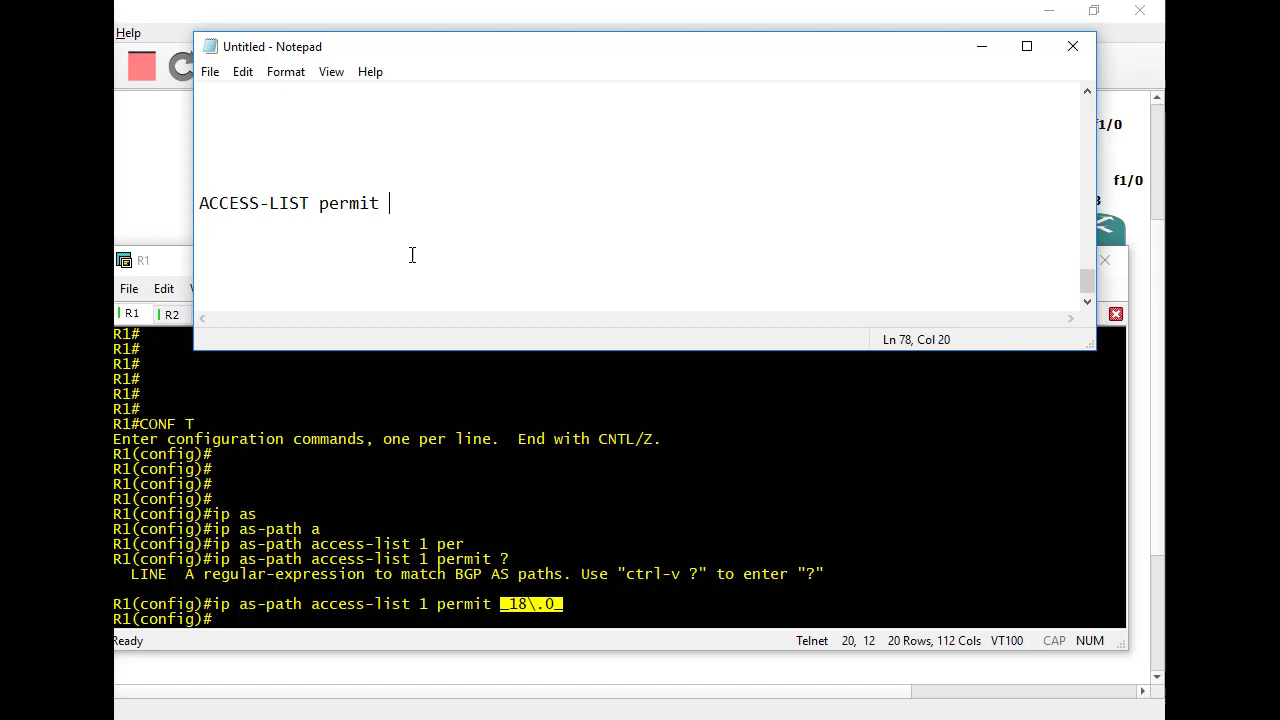 Help
Untitled - Notepad
File Edit Format View Help
f1/0
f1/0
ACCESS-LIST permit
R1
File Edit
R1 R2
Ln 78, Col 20
R1#
R1#
R1#
R1#
R1#
R1#
R1#CONF T
Enter configuration commands, one per line.  End with CNTL/Z.
R1(config)#
R1(config)#
R1(config)#
R1(config)#
R1(config)#ip as
R1(config)#ip as-path a
R1(config)#ip as-path access-list 1 per
R1(config)#ip as-path access-list 1 permit ?
LINE  A regular-expression to match BGP AS paths. Use "ctrl-v ?" to enter "?"
R1(config)#ip as-path access-list 1 permit _18\.0_
R1(config)#
Ready Telnet 20, 12 20 Rows, 112 Cols VT100 CAP NUM